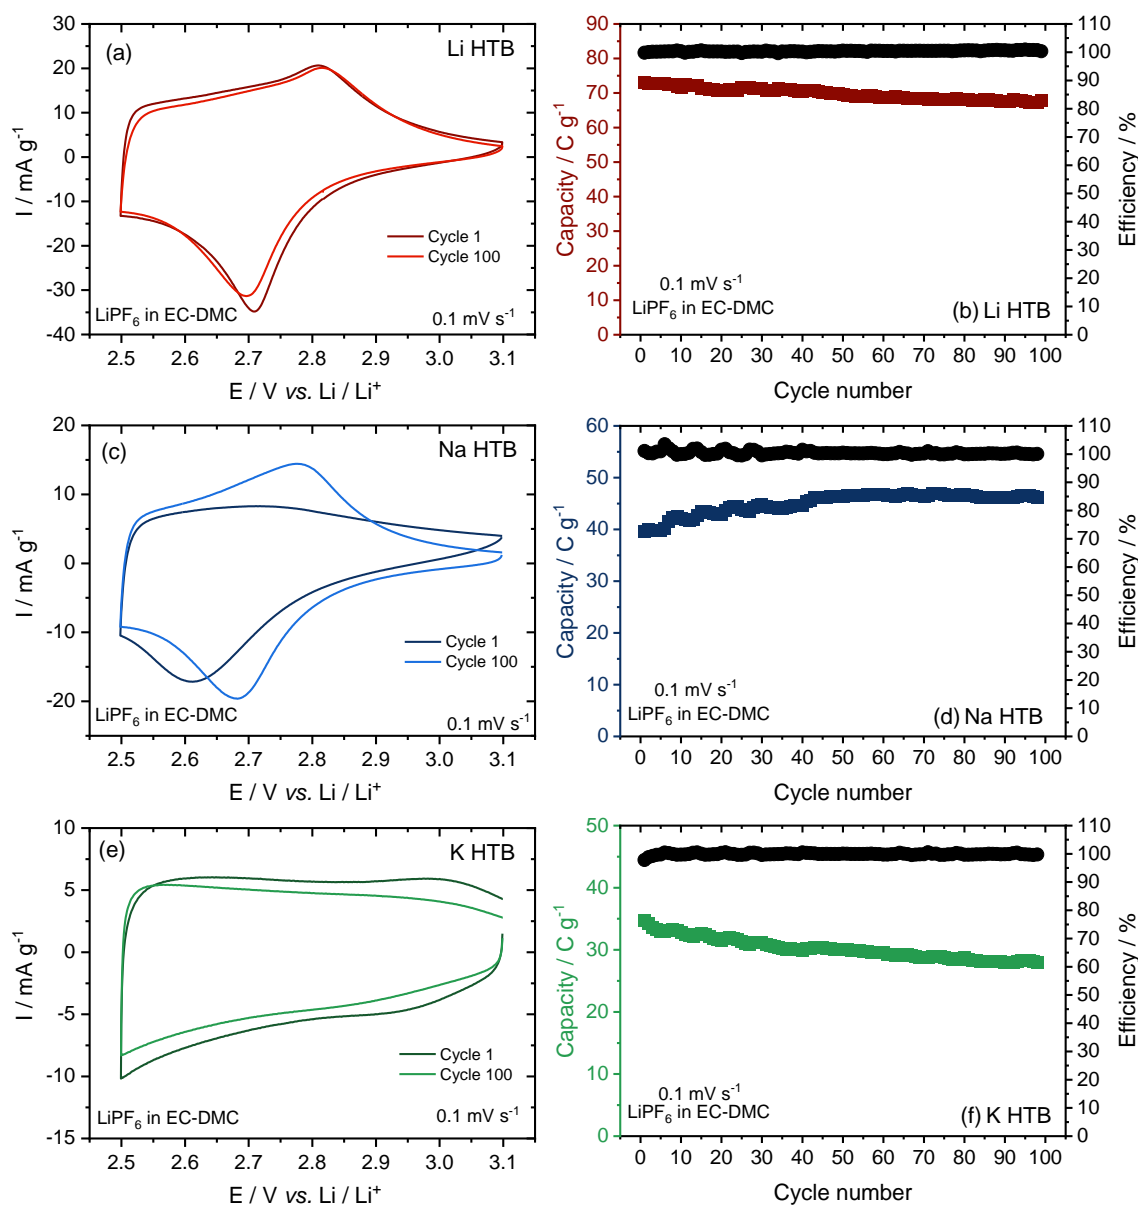 (a)
Li HTB
I / mA g⁻¹
30
20
10
0
-10
-20
-30
-40
Cycle 1
Cycle 100
LiPF₆ in EC-DMC
0.1 mV s⁻¹
2.5 2.6 2.7 2.8 2.9 3.0 3.1
E / V vs. Li / Li⁺
Capacity / C g⁻¹
90
80
70
60
50
40
30
20
10
0
0.1 mV s⁻¹
LiPF₆ in EC-DMC
(b) Li HTB
110
100
90
80
70
60
50
40
30
20
10
0
Efficiency / %
0 10 20 30 40 50 60 70 80 90 100
Cycle number
(c)
Na HTB
I / mA g⁻¹
20
10
0
-10
-20
Cycle 1
Cycle 100
LiPF₆ in EC-DMC
0.1 mV s⁻¹
2.5 2.6 2.7 2.8 2.9 3.0 3.1
E / V vs. Li / Li⁺
Capacity / C g⁻¹
60
50
40
30
20
10
0
0.1 mV s⁻¹
LiPF₆ in EC-DMC
(d) Na HTB
110
100
90
80
70
60
50
40
30
20
10
0
Efficiency / %
0 10 20 30 40 50 60 70 80 90 100
Cycle number
(e)
K HTB
I / mA g⁻¹
10
5
0
-5
-10
-15
Cycle 1
Cycle 100
LiPF₆ in EC-DMC
0.1 mV s⁻¹
2.5 2.6 2.7 2.8 2.9 3.0 3.1
E / V vs. Li / Li⁺
Capacity / C g⁻¹
50
40
30
20
10
0
0.1 mV s⁻¹
LiPF₆ in EC-DMC
(f) K HTB
110
100
90
80
70
60
50
40
30
20
10
0
Efficiency / %
0 10 20 30 40 50 60 70 80 90 100
Cycle number